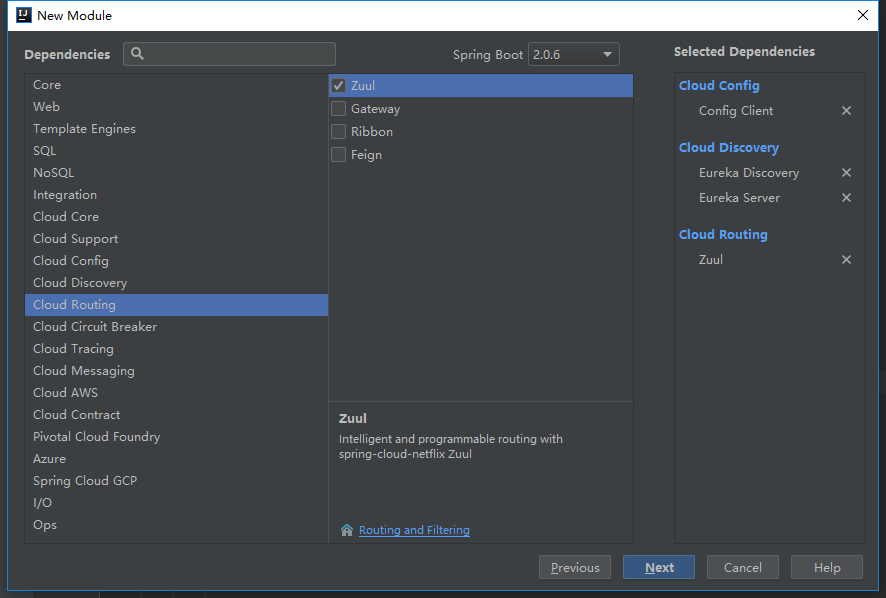 New Module
Dependencies
Spring Boot 2.0.6
Selected Dependencies
Core
Web
Template Engines
SQL
NoSQL
Integration
Cloud Core
Cloud Support
Cloud Config
Cloud Discovery
Cloud Routing
Cloud Circuit Breaker
Cloud Tracing
Cloud Messaging
Cloud AWS
Cloud Contract
Pivotal Cloud Foundry
Azure
Spring Cloud GCP
I/O
Ops
Zuul
Gateway
Ribbon
Feign
Zuul
Intelligent and programmable routing with
spring-cloud-netflix Zuul
Routing and Filtering
Cloud Config
Config Client
Cloud Discovery
Eureka Discovery
Eureka Server
Cloud Routing
Zuul
Previous
Next
Cancel
Help